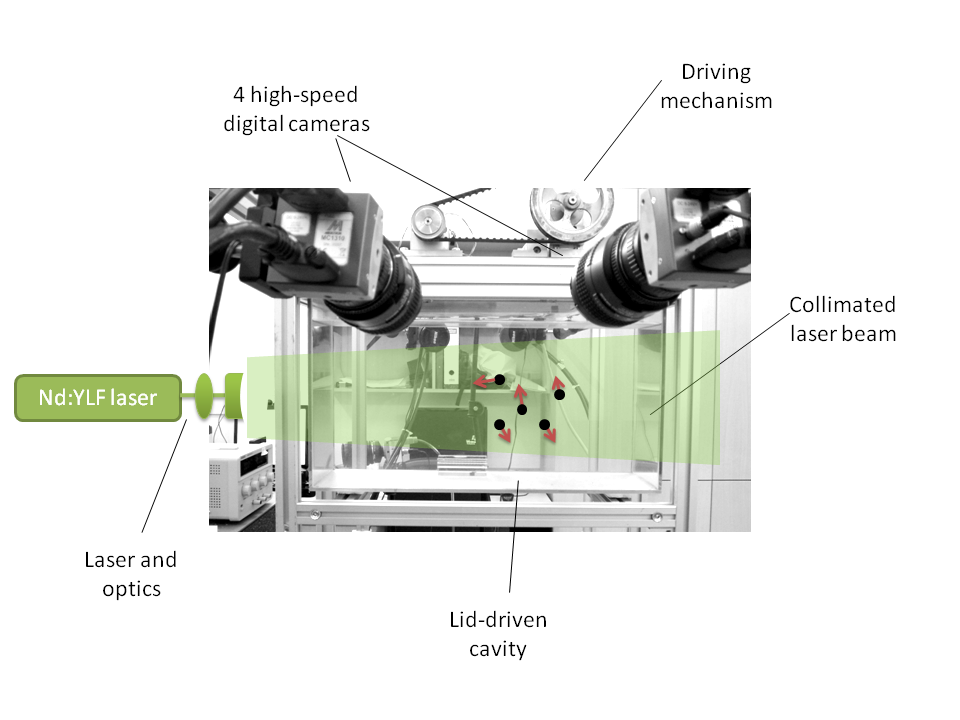 Driving
mechanism
4 high-speed
digital cameras
MC1310
Collimated
laser beam
Nd:YLF laser
Laser and
optics
Lid-driven
cavity